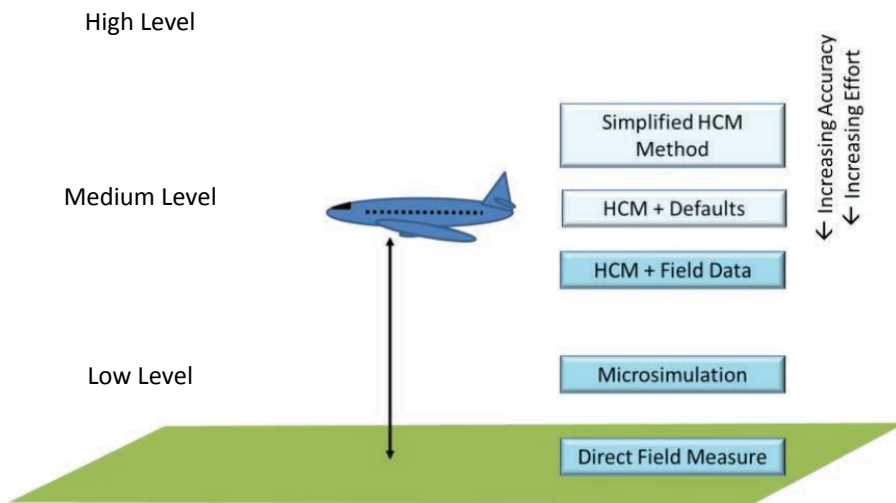 High Level
Simplified HCM
Method
← Increasing Accuracy
← Increasing Effort
Medium Level
HCM + Defaults
HCM + Field Data
Low Level
Microsimulation
Direct Field Measure